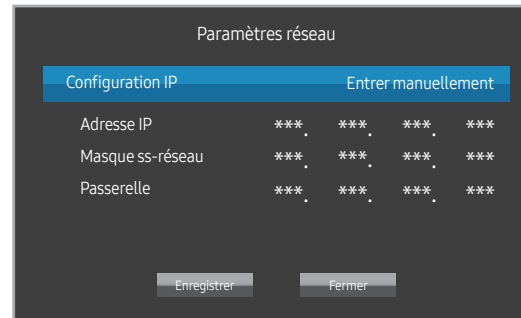 Paramètres réseau
Configuration IP Entrer manuellement
Adresse IP ***. ***. ***. ***
Masque ss-réseau ***. ***. ***. ***
Passerelle ***. ***. ***. ***
Enregistrer Fermer